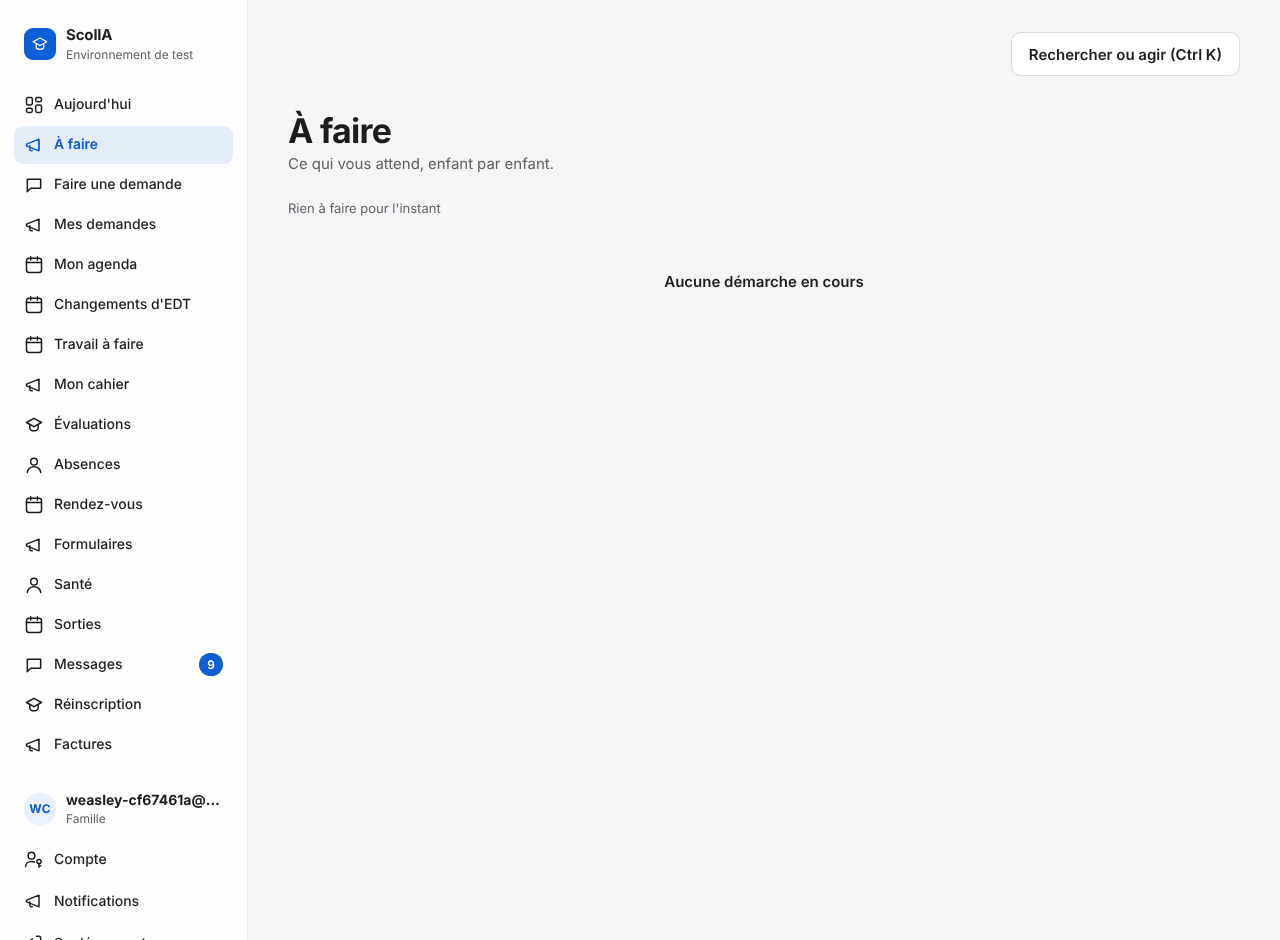 ScolIA
Environnement de test
Rechercher ou agir (Ctrl K)
Aujourd'hui
À faire
Faire une demande
Mes demandes
Mon agenda
Changements d'EDT
Travail à faire
Mon cahier
Évaluations
Absences
Rendez-vous
Formulaires
Santé
Sorties
Messages 9
Réinscription
Factures
WC
weasley-cf67461a@...
Famille
Compte
Notifications
À faire
Ce qui vous attend, enfant par enfant.
Rien à faire pour l'instant
Aucune démarche en cours